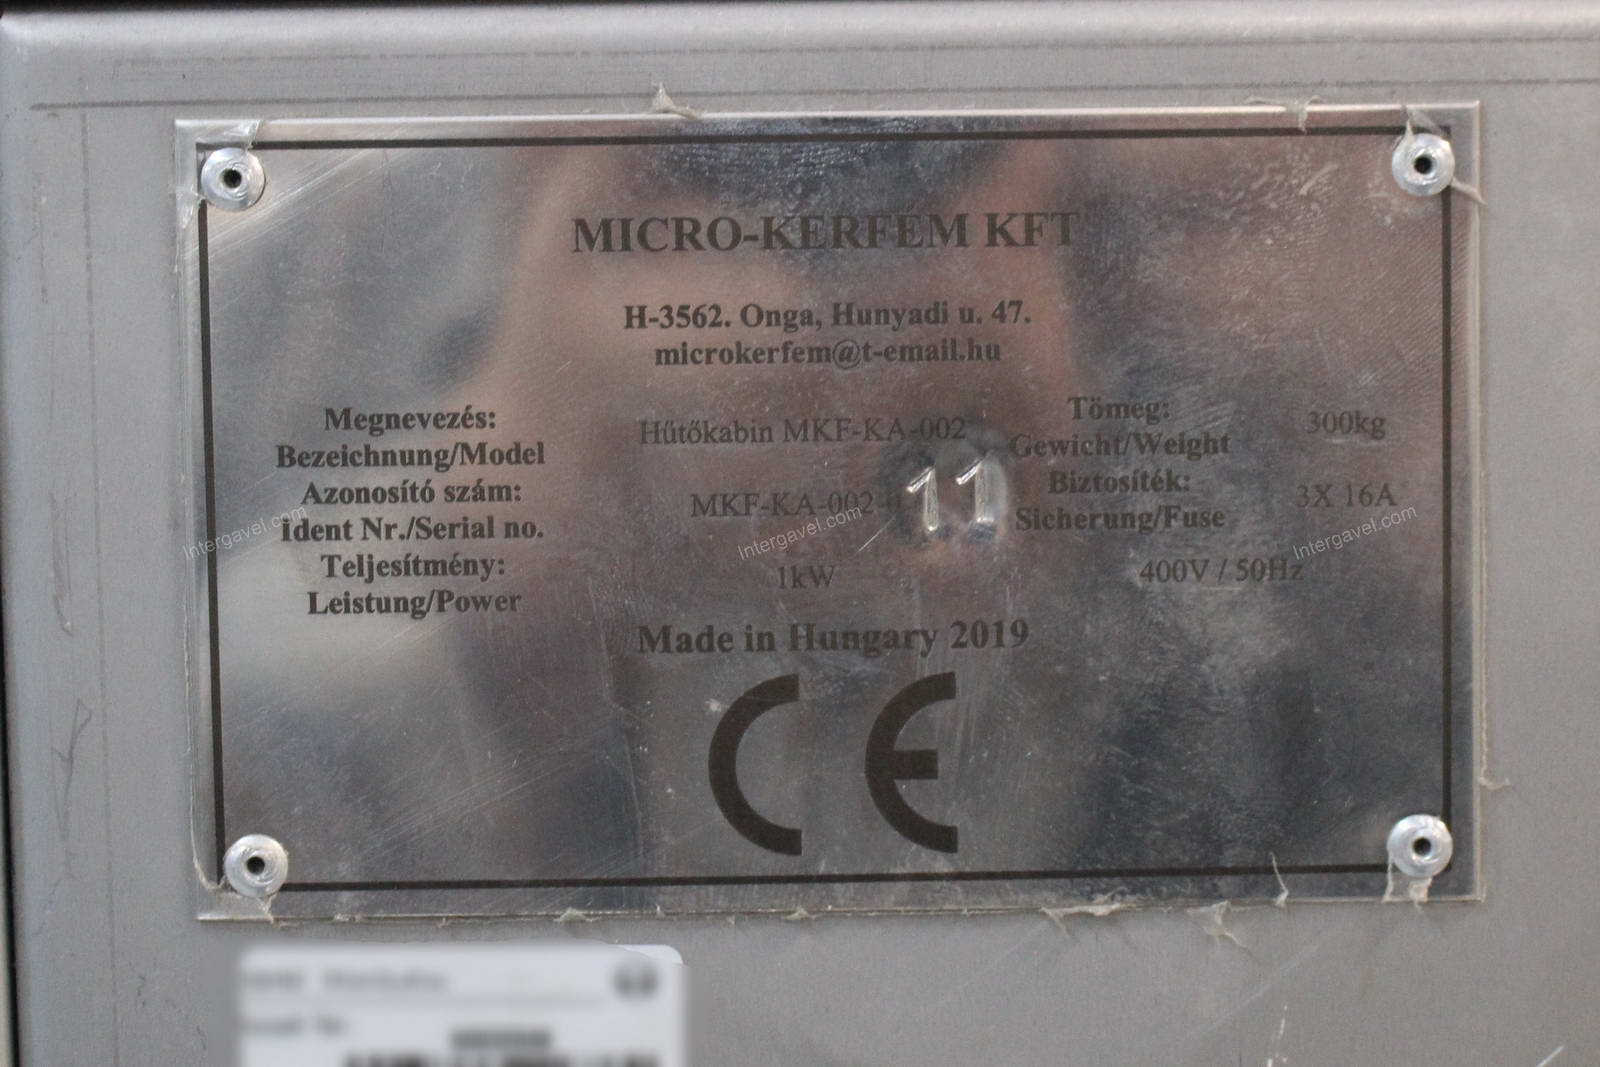 MICRO-KERFEM KFT
H-3562. Onga, Hunyadi u. 47.
microkerfem@t-email.hu
Megnevezés:
Bezeichnung/Model
Hűtőkabin MKF-KA-002
Tömeg:
Gewicht/Weight
300kg
Azonosító szám:
Ident Nr./Serial no.
MKF-KA-002-
11
Biztosíték:
Sicherung/Fuse
3X 16A
Teljesítmény:
Leistung/Power
1kW
400V / 50Hz
Made in Hungary 2019
CE
Intergavel.com
Intergavel.com
Intergavel.com